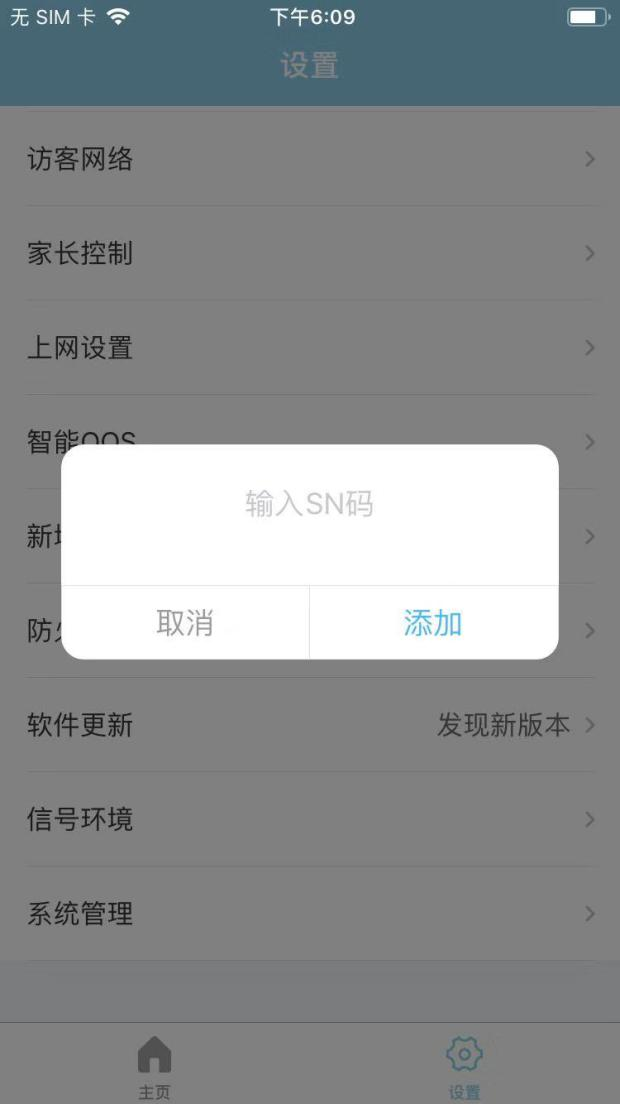 无 SIM 卡 下午6:09
设置
访客网络
家长控制
上网设置
智能QOS
输入SN码
新
防
取消 添加
软件更新 发现新版本
信号环境
系统管理
主页 设置